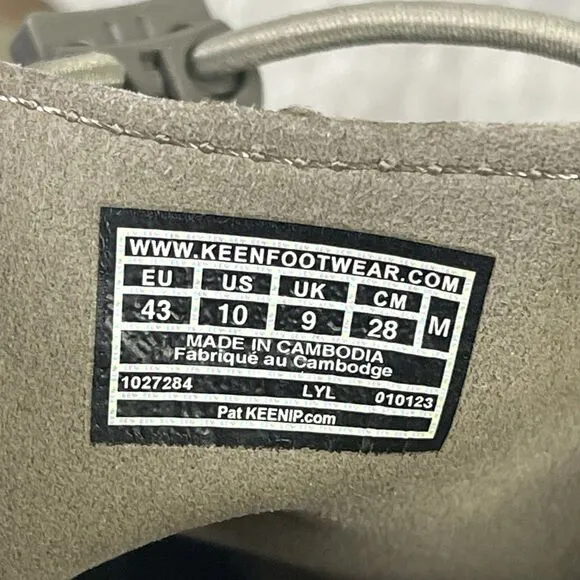 WWW.KEENFOOTWEAR.COM
EU US UK CM M
43 10 9 28
MADE IN CAMBODIA
Fabriqué au Cambodge
1027284 LYL 010123
Pat KEENIP.com